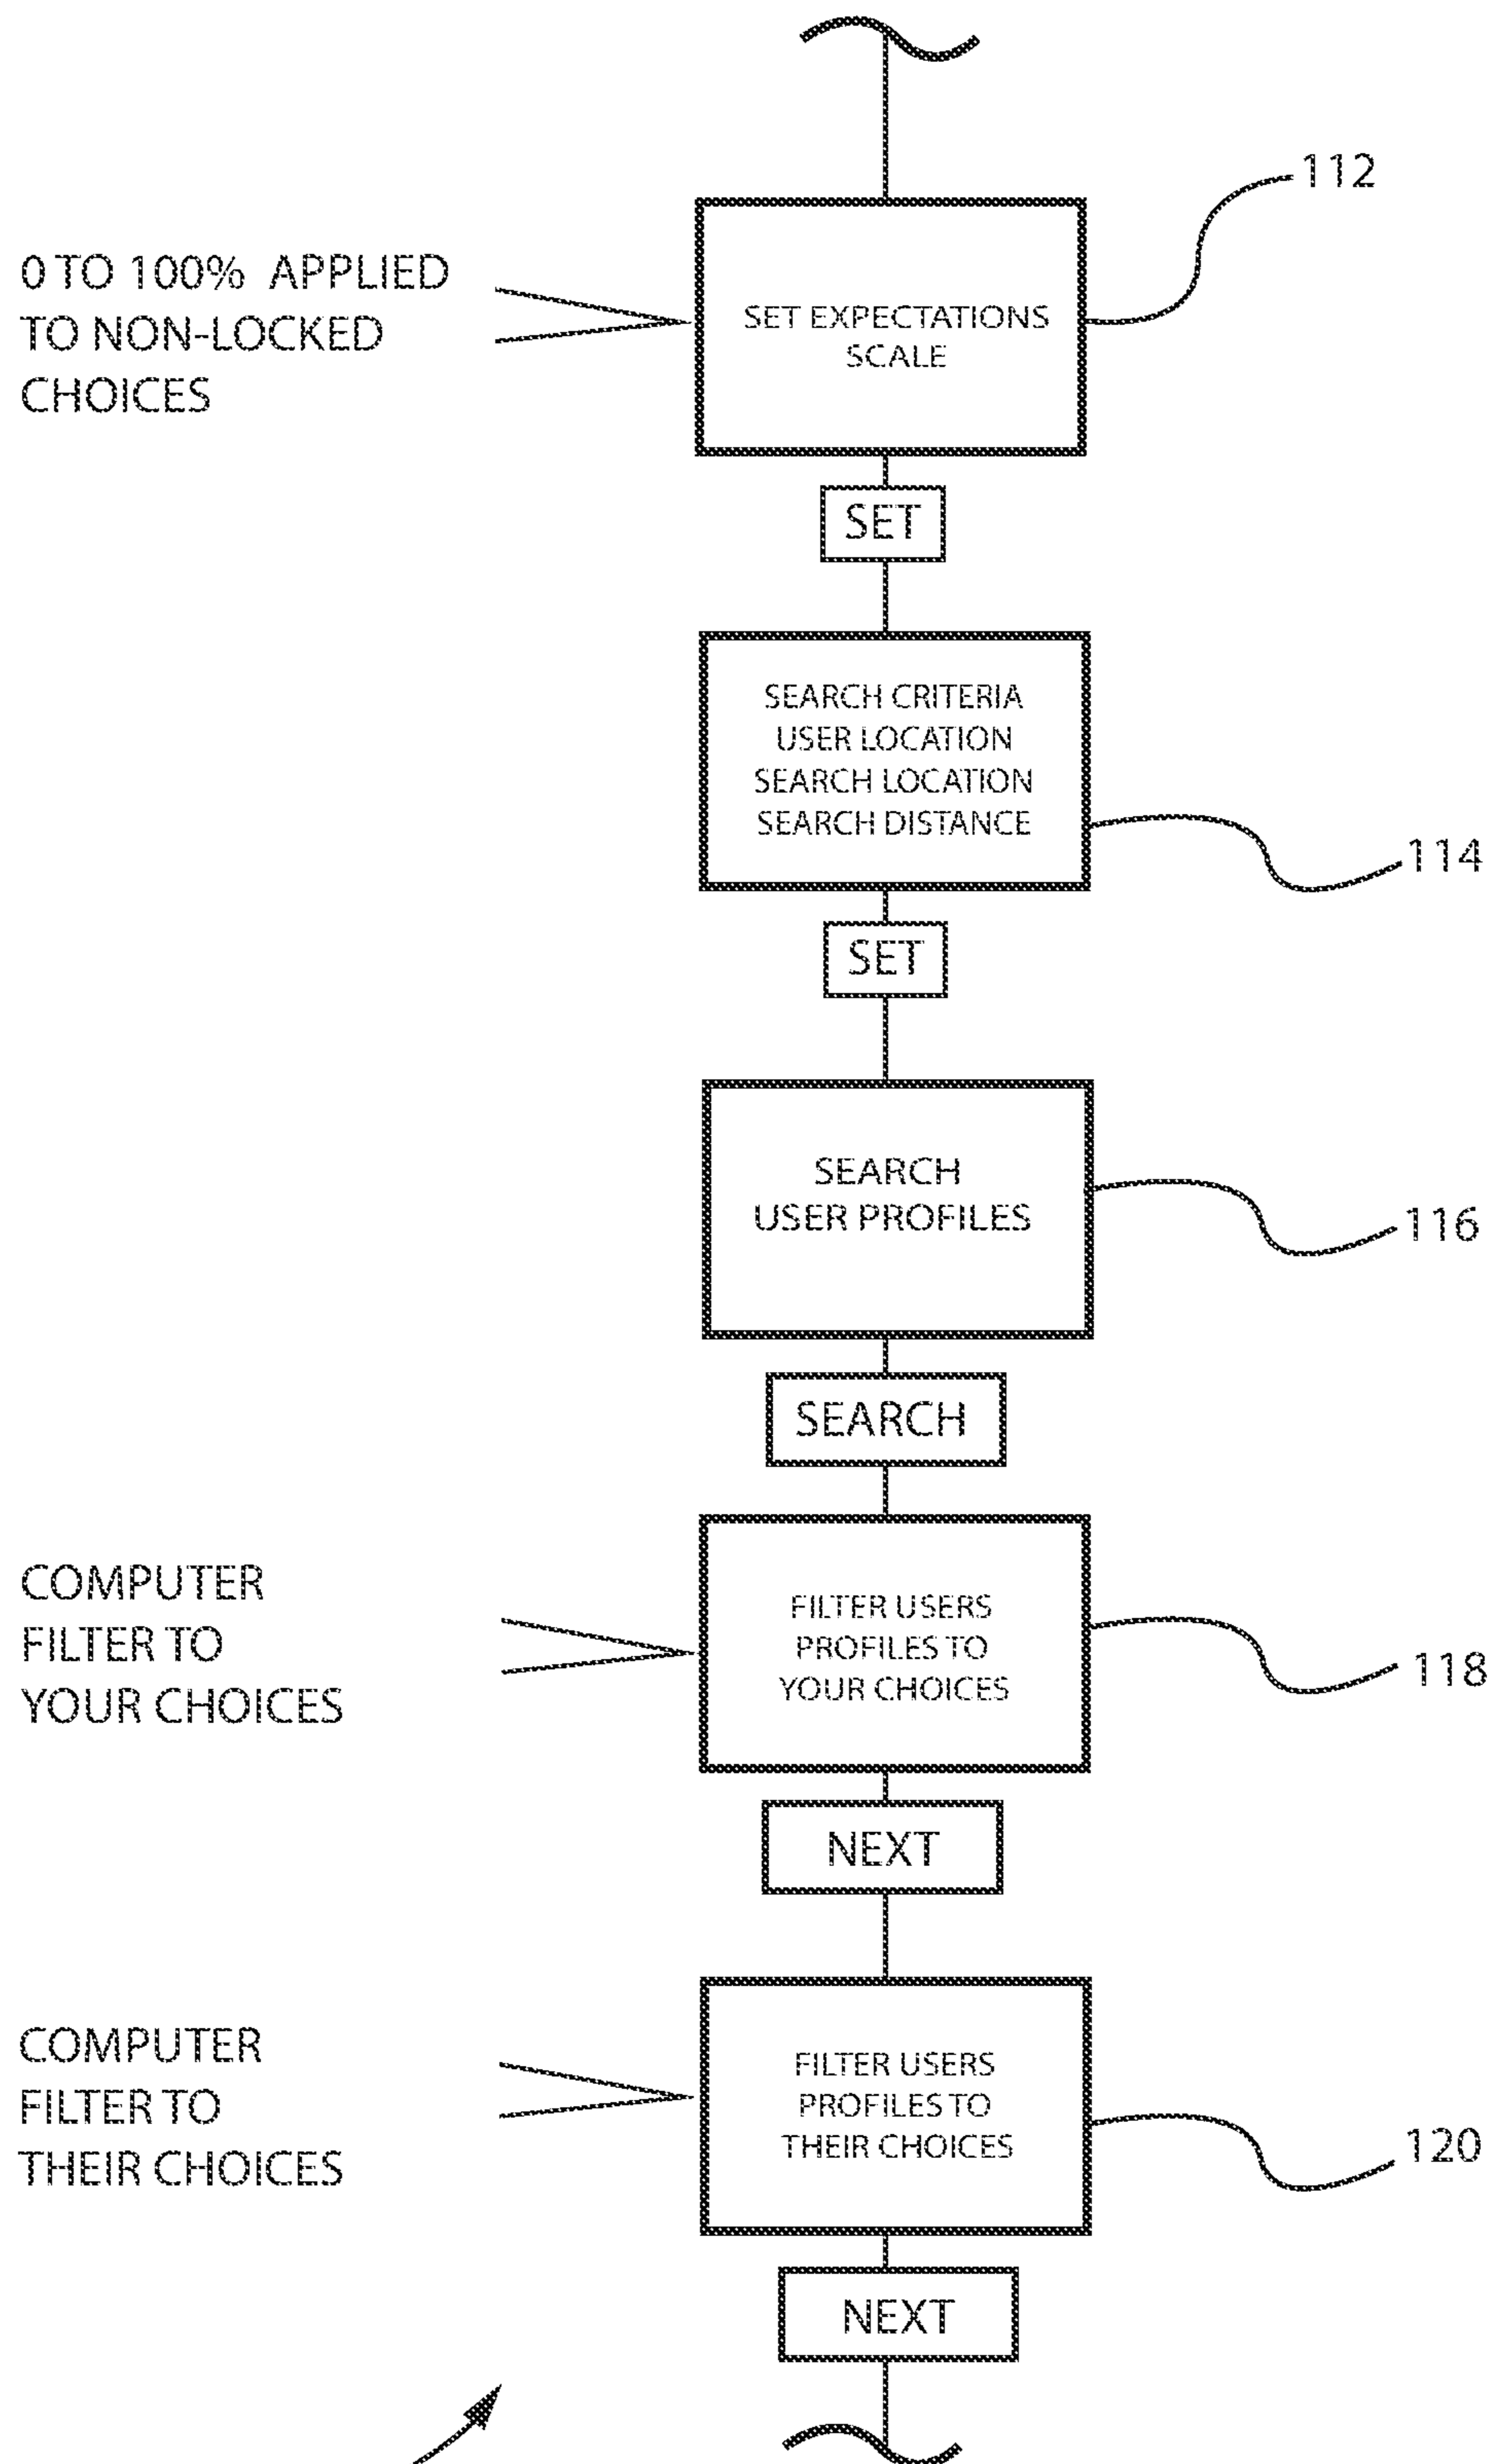 112
0 TO 100% APPLIED
TO NON-LOCKED
CHOICES
SET EXPECTATIONS
SCALE
SET
SEARCH CRITERIA
USER LOCATION
SEARCH LOCATION
SEARCH DISTANCE
114
SET
SEARCH
USER PROFILES
116
SEARCH
COMPUTER
FILTER TO
YOUR CHOICES
FILTER USERS
PROFILES TO
YOUR CHOICES
118
NEXT
COMPUTER
FILTER TO
THEIR CHOICES
FILTER USERS
PROFILES TO
THEIR CHOICES
120
NEXT